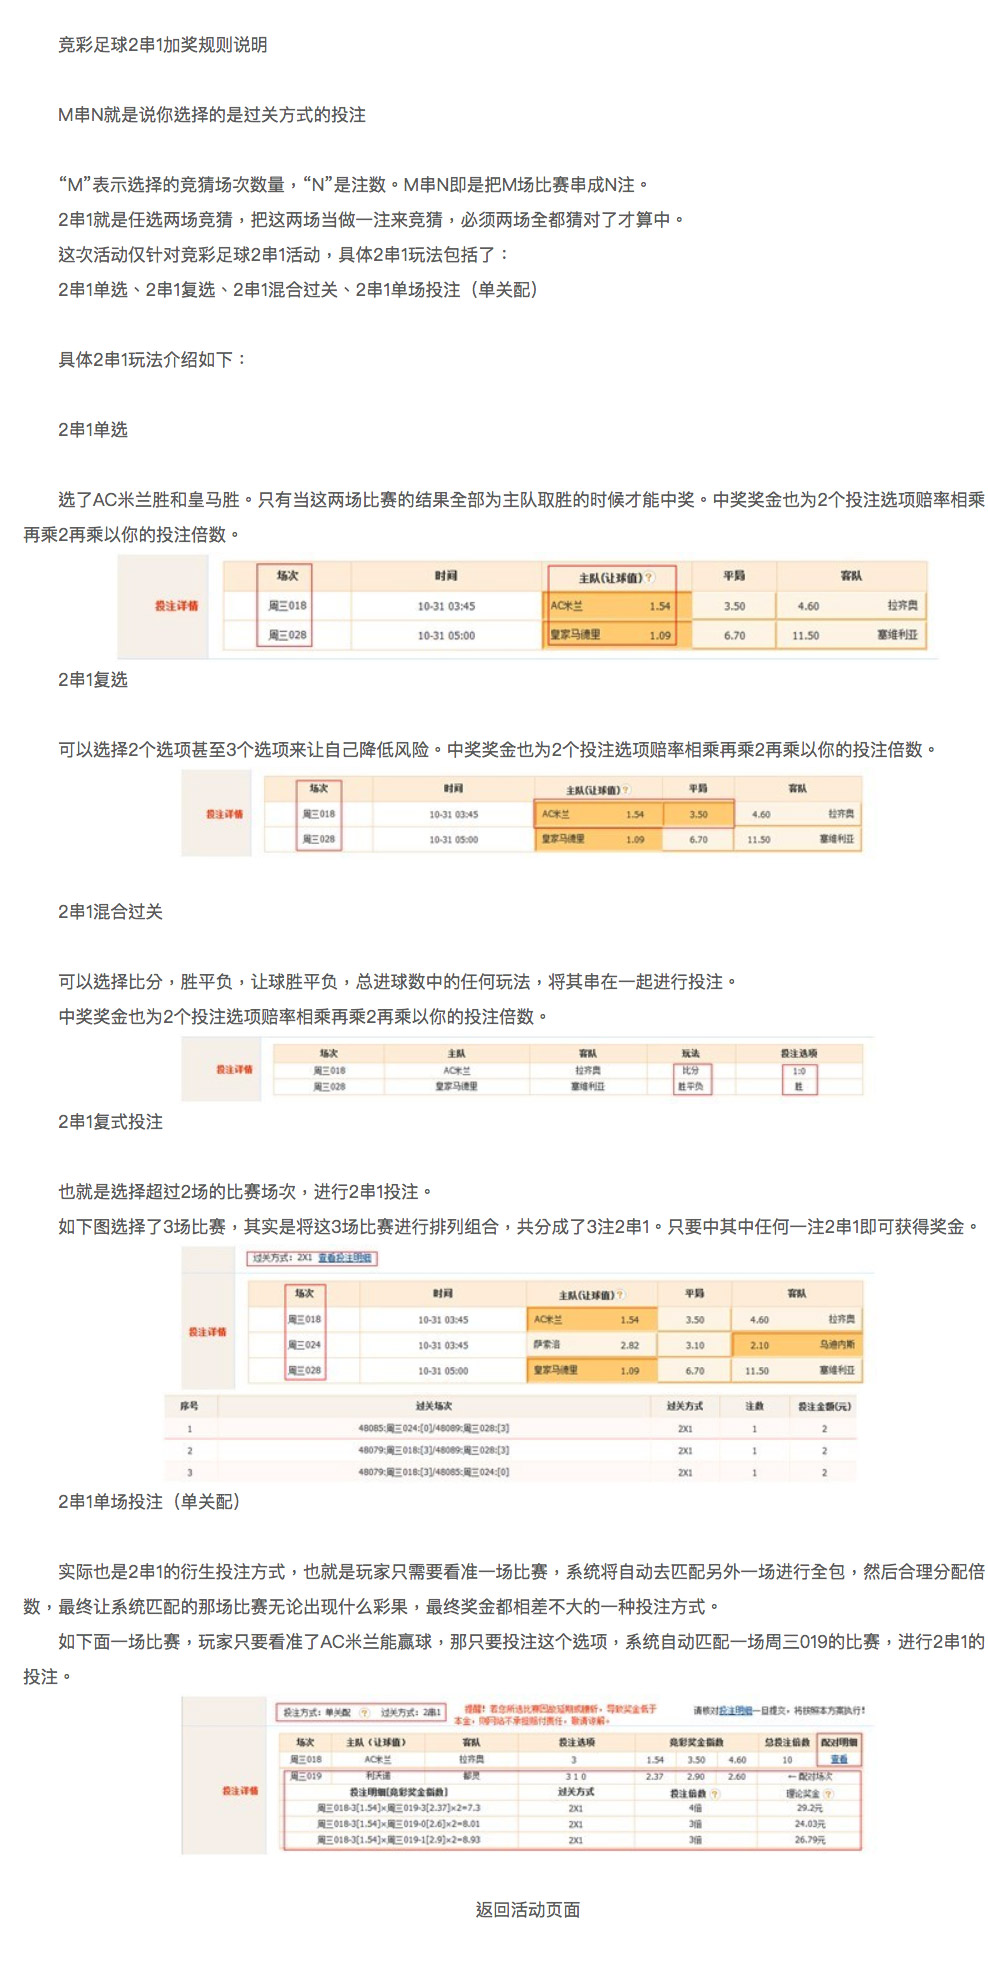 竞彩足球2串1加奖规则说明
M串N就是说你选择的是过关方式的投注
“M”表示选择的竞猜场次数量，“N”是注数。M串N即是把M场比赛串成N注。
2串1就是任选两场竞猜，把这两场当做一注来竞猜，必须两场全都猜对了才算中。
这次活动仅针对竞彩足球2串1活动，具体2串1玩法包括了：
2串1单选、2串1复选、2串1混合过关、2串1单场投注（单关配）
具体2串1玩法介绍如下：
2串1单选
选了AC米兰胜和皇马胜。只有当这两场比赛的结果全部为主队取胜的时候才能中奖。中奖奖金也为2个投注选项赔率相乘
再乘2再乘以你的投注倍数。
场次 时间 主队(让球值) ? 平局 客队
投注详情 周三018 10-31 03:45 AC米兰 1.54 3.50 4.60 拉齐奥
周三028 10-31 05:00 皇家马德里 1.09 6.70 11.50 塞维利亚
2串1复选
可以选择2个选项甚至3个选项来让自己降低风险。中奖奖金也为2个投注选项赔率相乘再乘2再乘以你的投注倍数。
场次 时间 主队(让球值) ? 平局 客队
投注详情 周三018 10-31 03:45 AC米兰 1.54 3.50 4.60 拉齐奥
周三028 10-31 05:00 皇家马德里 1.09 6.70 11.50 塞维利亚
2串1混合过关
可以选择比分，胜平负，让球胜平负，总进球数中的任何玩法，将其串在一起进行投注。
中奖奖金也为2个投注选项赔率相乘再乘2再乘以你的投注倍数。
场次 主队 客队 玩法 投注选项
投注详情 周三018 AC米兰 拉齐奥 比分 1:0
周三028 皇家马德里 塞维利亚 胜平负 胜
2串1复式投注
也就是选择超过2场的比赛场次，进行2串1投注。
如下图选择了3场比赛，其实是将这3场比赛进行排列组合，共分成了3注2串1。只要中其中任何一注2串1即可获得奖金。
过关方式：2X1 查看投注明细
场次 时间 主队(让球值) ? 平局 客队
周三018 10-31 03:45 AC米兰 1.54 3.50 4.60 拉齐奥
投注详情 周三024 10-31 03:45 萨索洛 2.82 3.10 2.10 乌迪内斯
周三028 10-31 05:00 皇家马德里 1.09 6.70 11.50 塞维利亚
序号 过关场次 过关方式 注数 投注金额(元)
1 48085:周三024:[0]/48089:周三028:[3] 2X1 1 2
2 48079:周三018:[3]/48089:周三028:[3] 2X1 1 2
3 48079:周三018:[3]/48085:周三024:[0] 2X1 1 2
2串1单场投注（单关配）
实际也是2串1的衍生投注方式，也就是玩家只需要看准一场比赛，系统将自动去匹配另外一场进行全包，然后合理分配倍
数，最终让系统匹配的那场比赛无论出现什么彩果，最终奖金都相差不大的一种投注方式。
如下面一场比赛，玩家只要看准了AC米兰能赢球，那只要投注这个选项，系统自动匹配一场周三019的比赛，进行2串1的
投注。
投注方式：单关配 ? 过关方式：2串1 提醒！若您所选比赛因故延期或腰斩，导致奖金低于 请核对投注明细一旦提交，将按照本方案执行！
本金，则网站不承担赔付责任，敬请谅解。
场次 主队（让球值） 客队 投注选项 竞彩奖金指数 总投注倍数 配对明细
周三018 AC米兰 拉齐奥 3 1.54 3.50 4.60 10 查看
周三019 利沃诺 都灵 3 1 0 2.37 2.90 2.60 ←配对场次
投注详情 投注明细[竞彩奖金指数] 过关方式 投注倍数 ? 理论奖金 ?
周三018-3[1.54]×周三019-3[2.37]×2=7.3 2X1 4倍 29.2元
周三018-3[1.54]×周三019-0[2.6]×2=8.01 2X1 3倍 24.03元
周三018-3[1.54]×周三019-1[2.9]×2=8.93 2X1 3倍 26.79元
返回活动页面